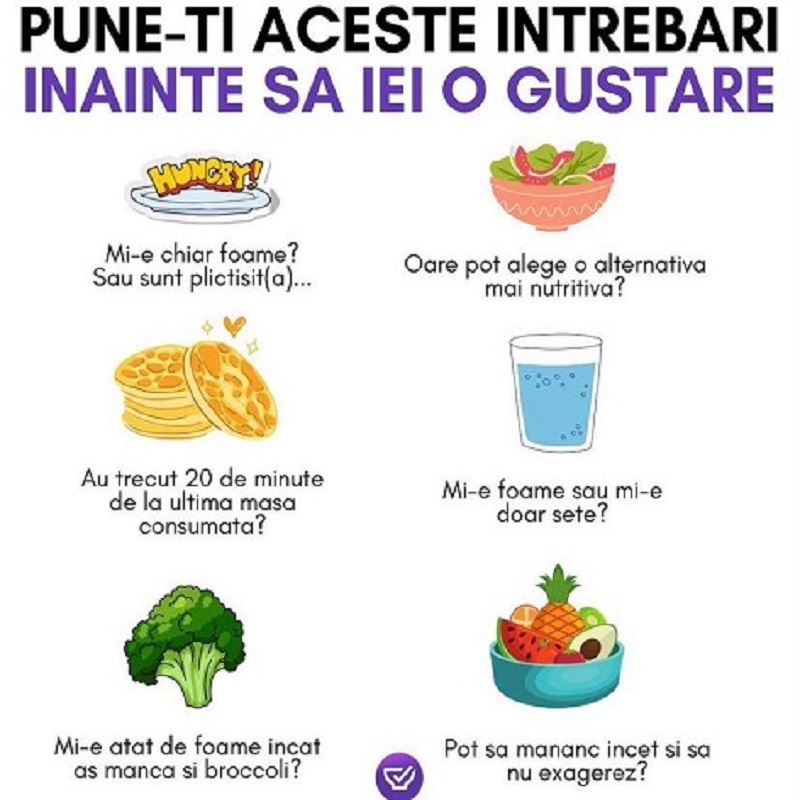 PUNE-TI ACESTE INTREBARI
INAINTE SA IEI O GUSTARE
HUNGRY!
Mi-e chiar foame?
Sau sunt plictisit(a)...
Oare pot alege o alternativa
mai nutritiva?
Au trecut 20 de minute
de la ultima masa
consumata?
Mi-e foame sau mi-e
doar sete?
Mi-e atat de foame incat
as manca si broccoli?
Pot sa mananc incet si sa
nu exagerez?